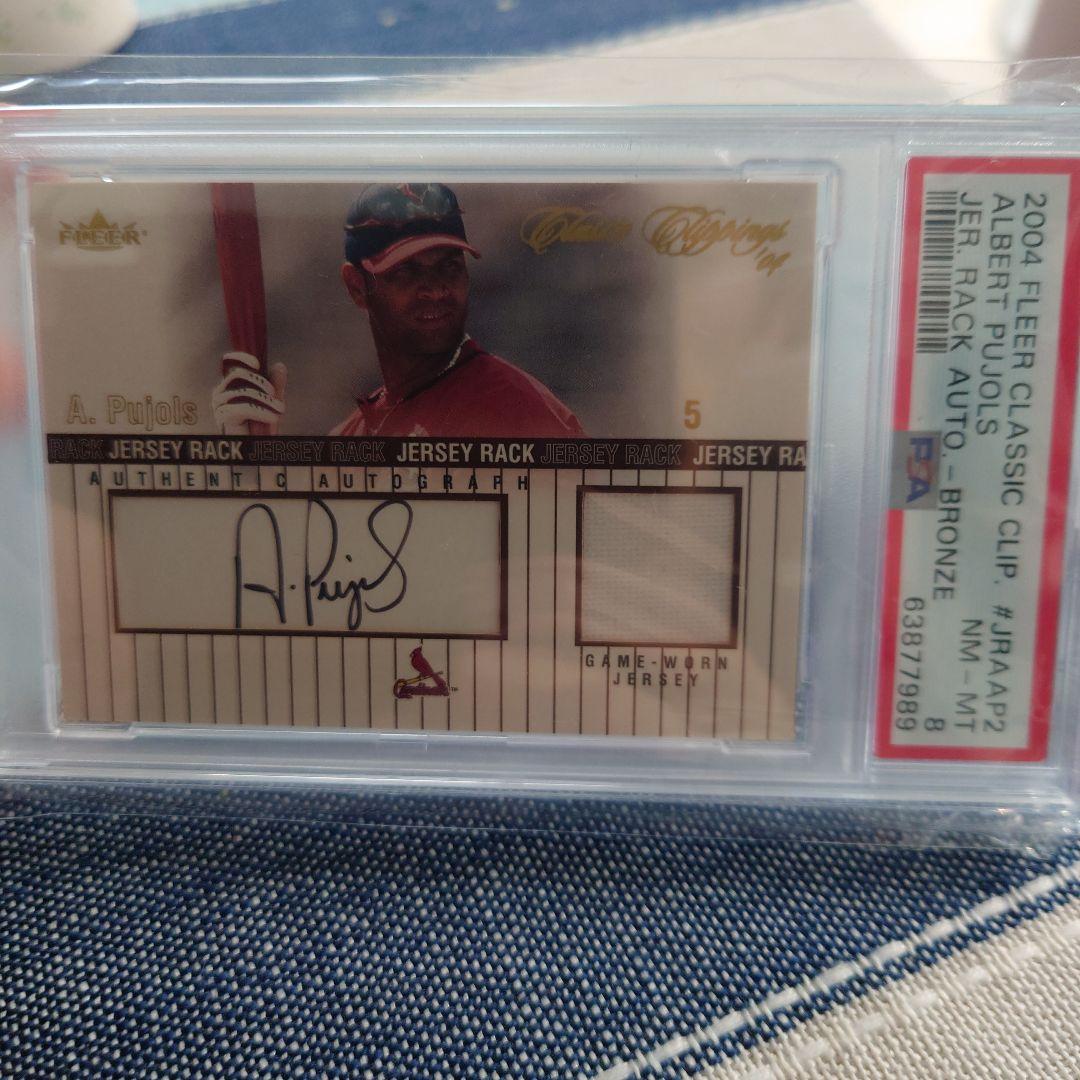 FLEER®
Classic Clippings
'04
A. Pujols
5
RACK JERSEY RACK JERSEY RACK JERSEY RACK JERSEY RACK JERSEY RA
AUTHENTIC AUTOGRAPH
A. Pujols
GAME-WORN
JERSEY
Cardinals™
2004 FLEER CLASSIC CLIP. #JRAAP2
ALBERT PUJOLS NM-MT
JER. RACK AUTO.-BRONZE 8
63877989
PSA